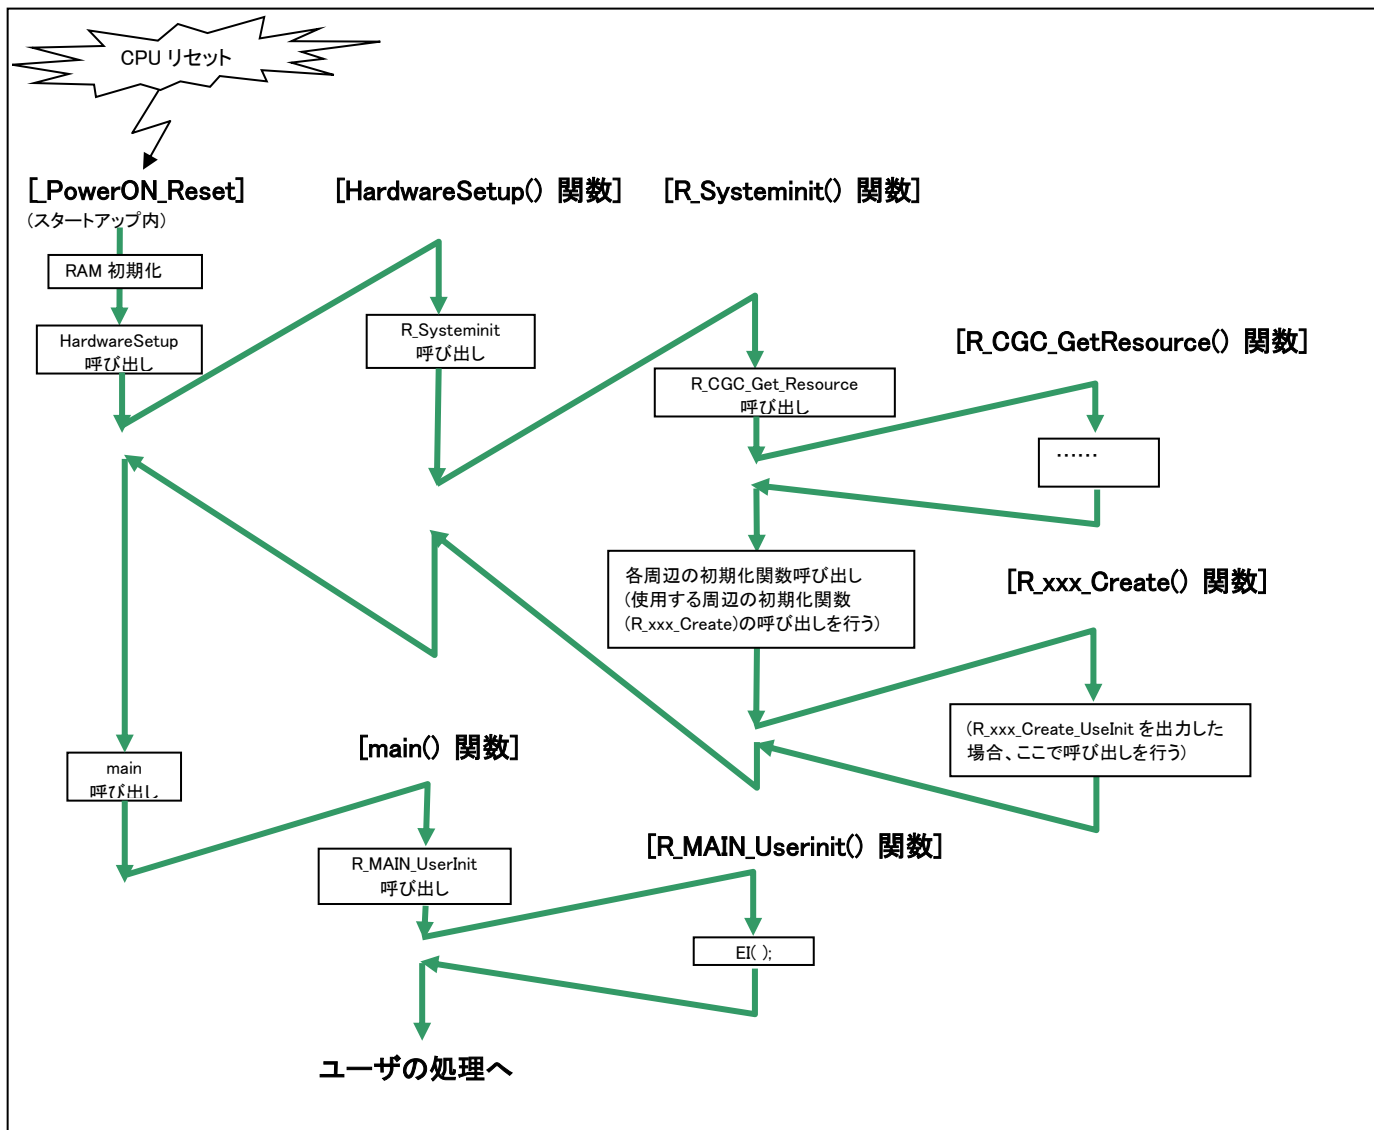 CPU リセット
[_PowerON_Reset]
(スタートアップ内)
RAM 初期化
HardwareSetup
呼び出し
[HardwareSetup() 関数]
R_Systeminit
呼び出し
[R_Systeminit() 関数]
R_CGC_Get_Resource
呼び出し
[R_CGC_GetResource() 関数]
……
各周辺の初期化関数呼び出し
(使用する周辺の初期化関数
(R_xxx_Create)の呼び出しを行う)
[R_xxx_Create() 関数]
(R_xxx_Create_UseInit を出力した
場合、ここで呼び出しを行う)
main
呼び出し
[main() 関数]
R_MAIN_UserInit
呼び出し
[R_MAIN_Userinit() 関数]
EI( );
ユーザの処理へ